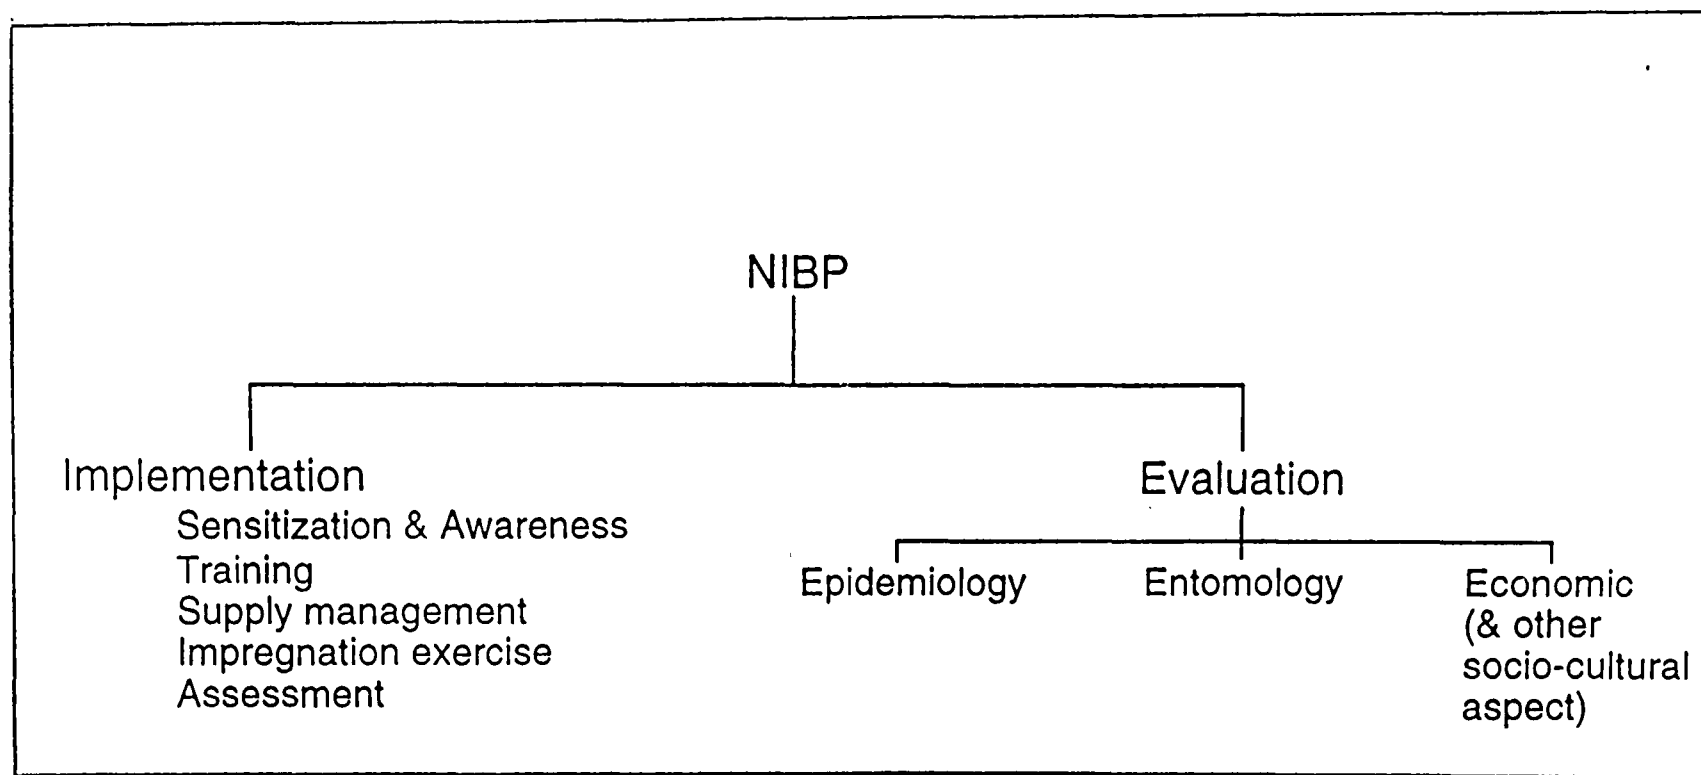 NIBP
Implementation
Sensitization & Awareness
Training
Supply management
Impregnation exercise
Assessment
Evaluation
Epidemiology
Entomology
Economic
(& other
socio-cultural
aspect)